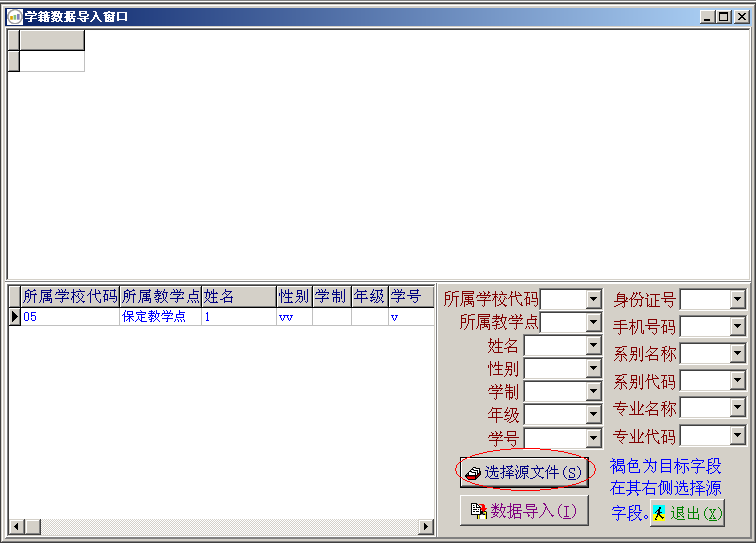 学籍数据导入窗口
所属学校代码 所属教学点 姓名 性别 学制 年级 学号
05 保定教学点 1 vv v
所属学校代码
所属教学点
姓名
性别
学制
年级
学号
身份证号
手机号码
系别名称
系别代码
专业名称
专业代码
选择源文件(S)
数据导入(I)
褐色为目标字段
在其右侧选择源
字段。
退出(X)